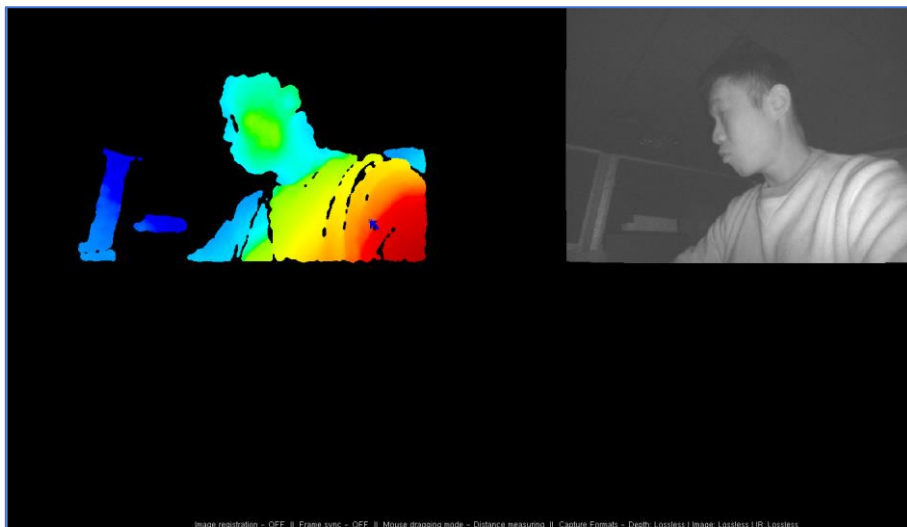 Image registration - OFF || Frame sync - OFF || Mouse dragging mode - Distance measuring || Capture Formats - Depth: Lossless | Image: Lossless | IR: Lossless